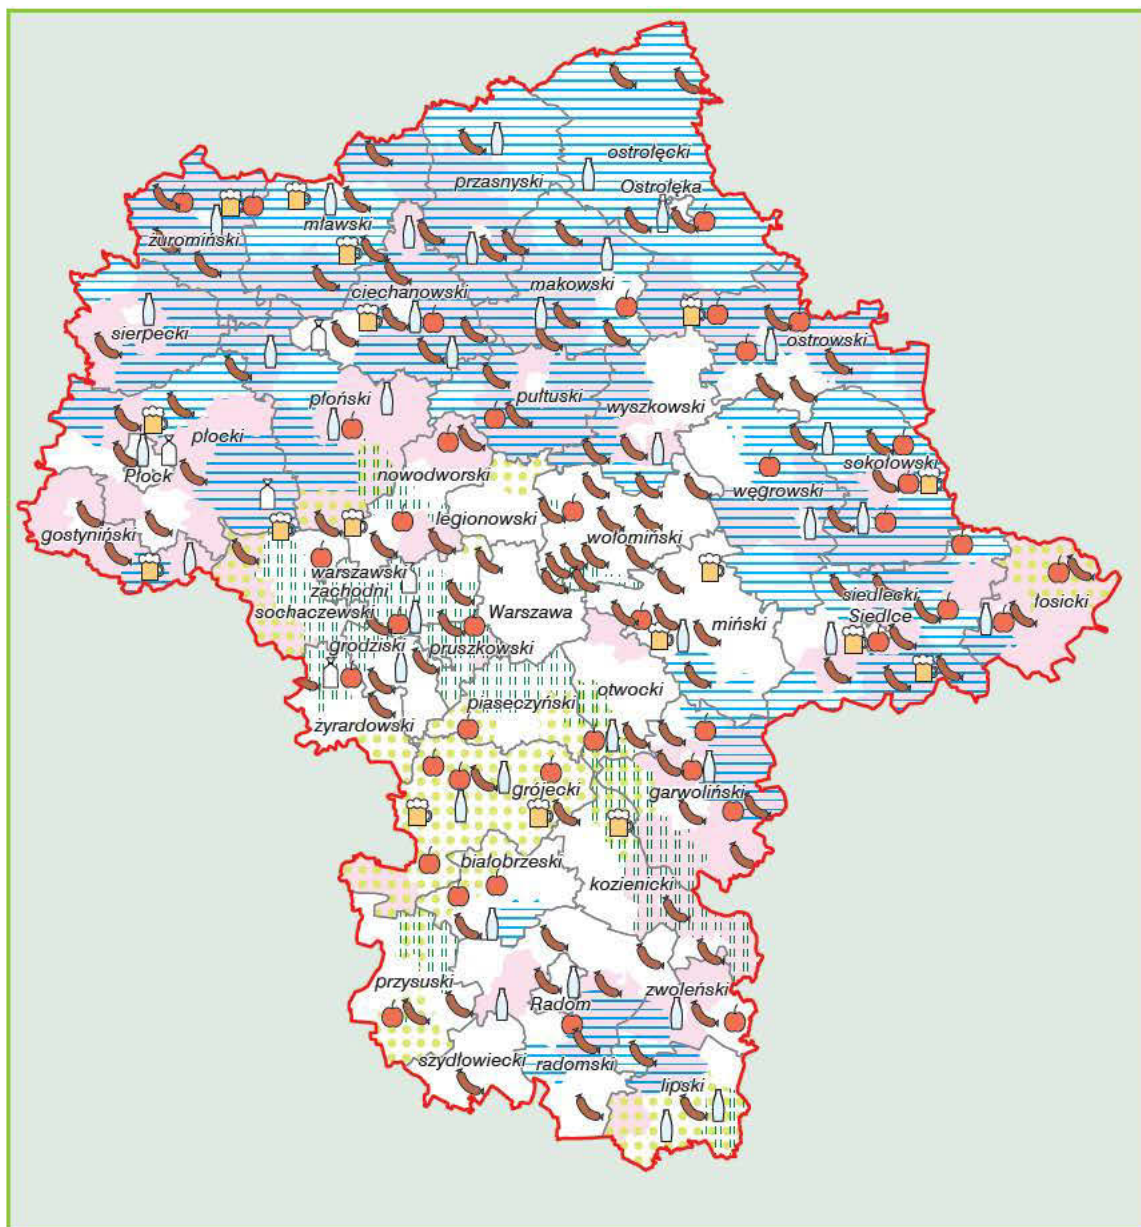 ostrołęcki
przasnyski
Ostrołęka
mławski
żuromiński
ciechanowski
makowski
sierpecki
ostrowski
płoński
pułtuski
wyszkowski
płocki
Płock
nowodworski
sokołowski
węgrowski
gostyniński
legionowski
wołomiński
warszawski
zachodni
sochaczewski
Warszawa
siedlecki
Siedlce
łosicki
grodziski
pruszkowski
miński
otwocki
piaseczyński
żyrardowski
grójecki
garwoliński
białobrzeski
kozienicki
przysuski
Radom
zwoleński
szydłowiecki
radomski
lipski